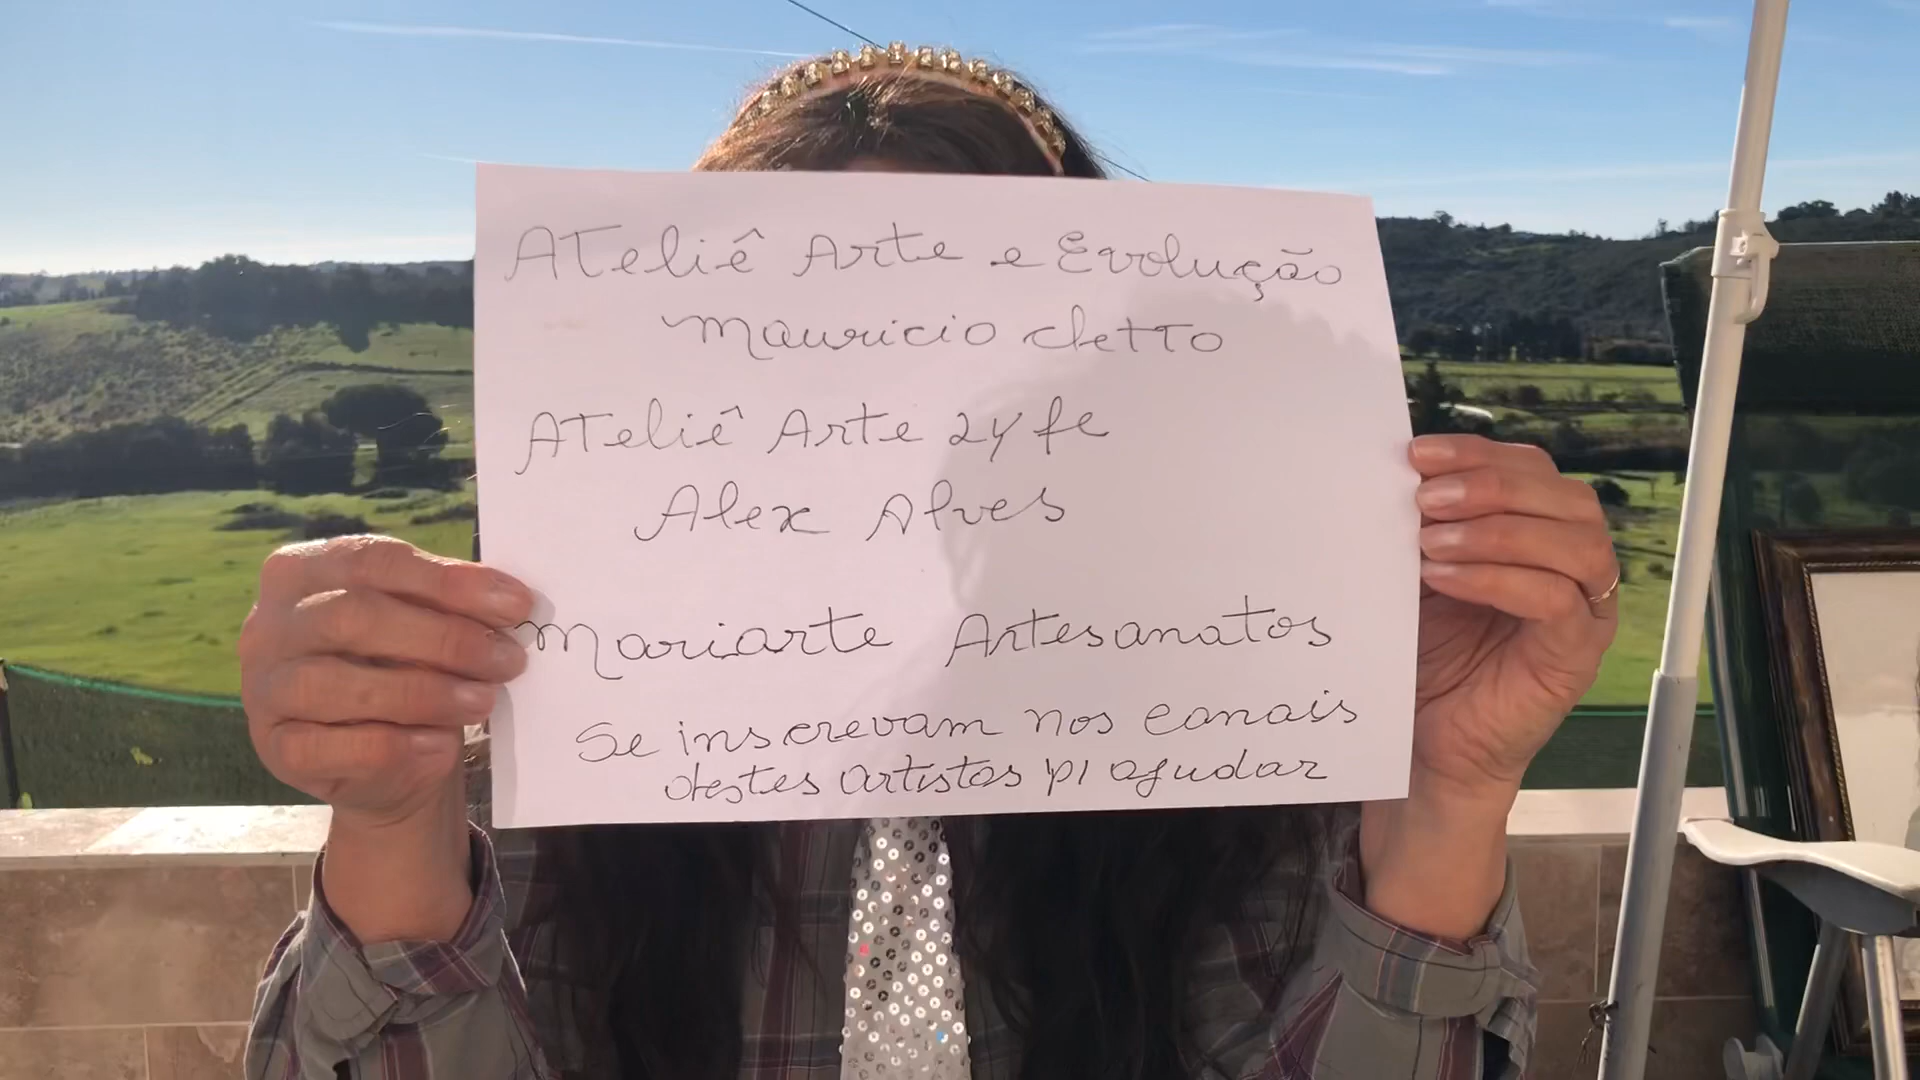 Ateliê Arte e Evolução
Mauricio Cletto
Ateliê Arte 24 fe
Alex Alves
Mariarte Artesanatos
Se inscrevam nos canais
destes artistas p/ ajudar